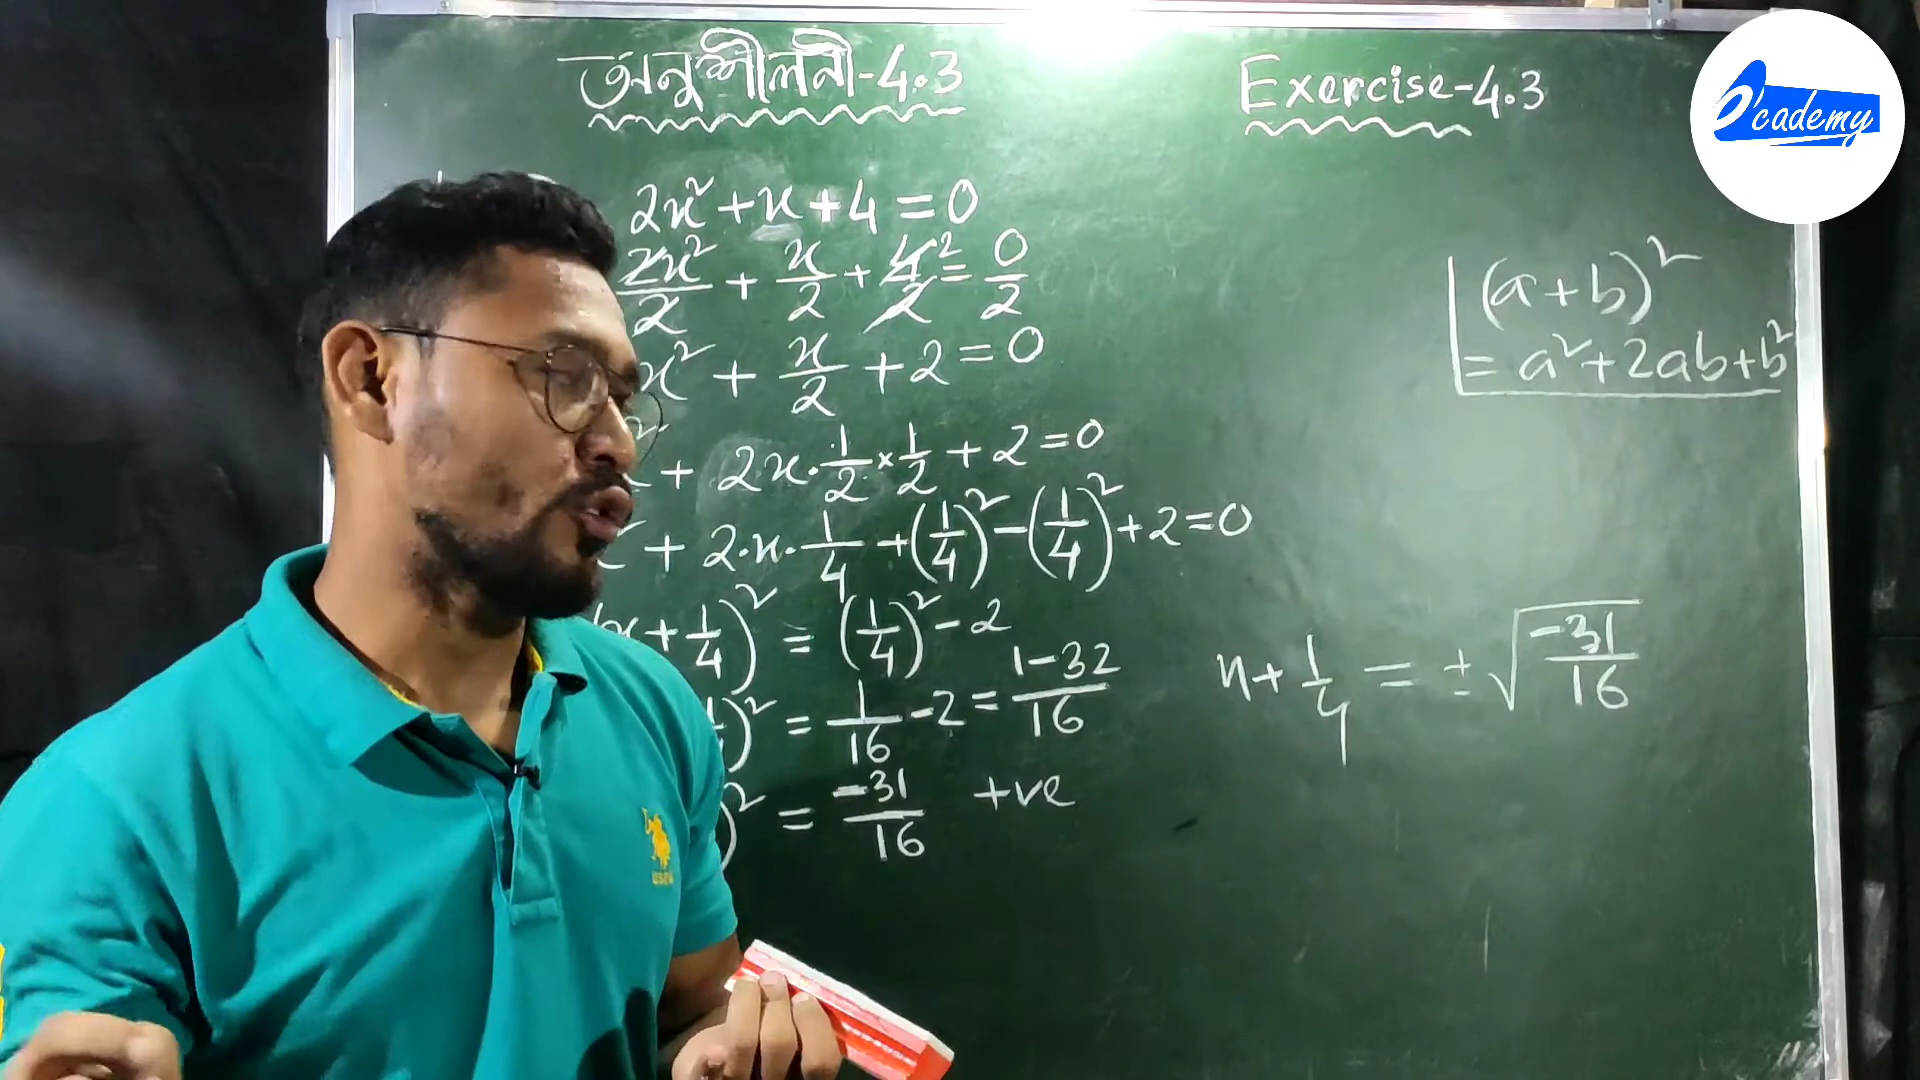 অনুশীলনী-4.3
Exercise-4.3
e'cademy
2x²+x+4=0
2x²/2 + x/2 + 4/2 ² = 0/2
x² + x/2 + 2=0
+ 2x·1/2×1/2 + 2=0
+ 2·x·1/4 + (1/4)² - (1/4)² + 2=0
x + 1/4)² = (1/4)² - 2
)² = 1/16 - 2 = 1-32/16
)² = -31/16 +ve
(a+b)²
= a²+2ab+b²
x+1/4 = ± √-31/16
USPA